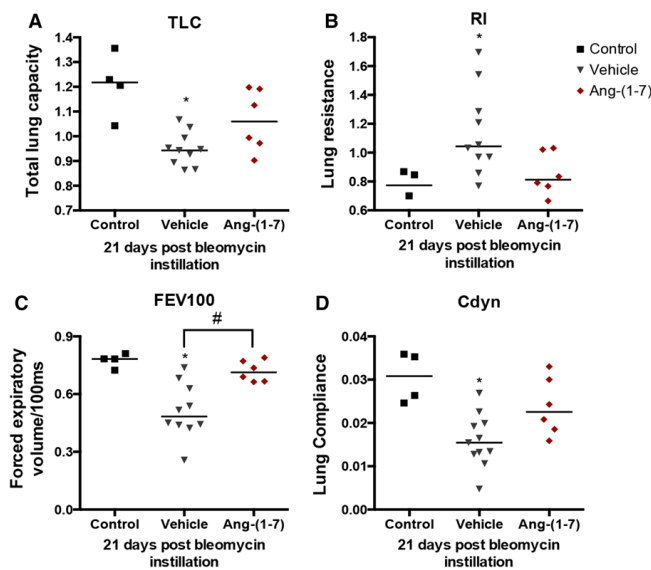 A
TLC
Total lung capacity
1.4
1.3
1.2
1.1
1.0
0.9
0.8
0.7
*
Control Vehicle Ang-(1-7)
21 days post bleomycin
instillation
B
RI
Lung resistance
1.8
1.6
1.4
1.2
1.0
0.8
0.6
*
Control Vehicle Ang-(1-7)
21 days post bleomycin
instillation
Control
Vehicle
Ang-(1-7)
C
FEV100
Forced expiratory
volume/100ms
0.9
0.6
0.3
0.0
#
*
Control Vehicle Ang-(1-7)
21 days post bleomycin
instillation
D
Cdyn
Lung Compliance
0.04
0.03
0.02
0.01
0.00
*
Control Vehicle Ang-(1-7)
21 days post bleomycin
instillation